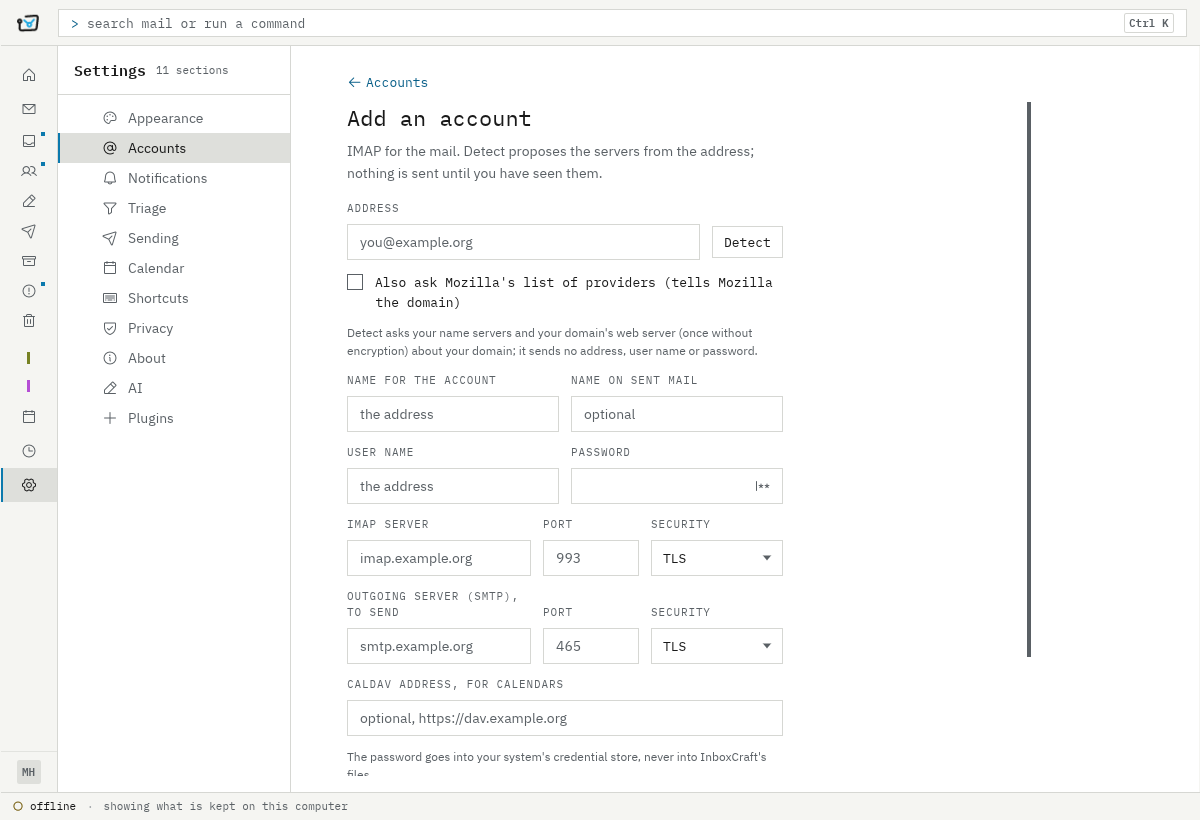 > search mail or run a command
Ctrl K
Settings 11 sections
Appearance
Accounts
Notifications
Triage
Sending
Calendar
Shortcuts
Privacy
About
AI
Plugins
MH
← Accounts
Add an account
IMAP for the mail. Detect proposes the servers from the address;
nothing is sent until you have seen them.
ADDRESS
you@example.org
Detect
Also ask Mozilla's list of providers (tells Mozilla
the domain)
Detect asks your name servers and your domain's web server (once without
encryption) about your domain; it sends no address, user name or password.
NAME FOR THE ACCOUNT NAME ON SENT MAIL
the address optional
USER NAME PASSWORD
the address
IMAP SERVER PORT SECURITY
imap.example.org 993 TLS
OUTGOING SERVER (SMTP),
TO SEND PORT SECURITY
smtp.example.org 465 TLS
CALDAV ADDRESS, FOR CALENDARS
optional, https://dav.example.org
The password goes into your system's credential store, never into InboxCraft's
files.
offline · showing what is kept on this computer